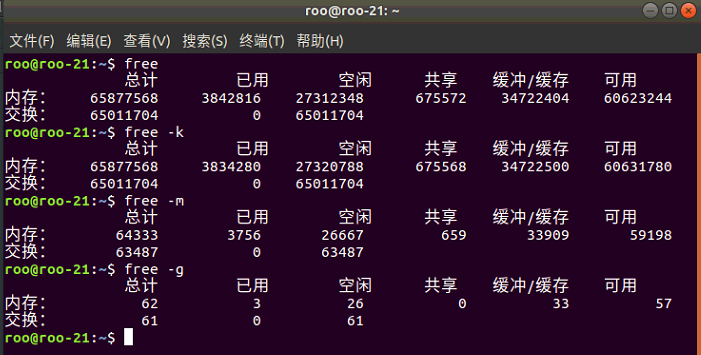 roo@roo-21: ~
文件(F) 编辑(E) 查看(V) 搜索(S) 终端(T) 帮助(H)
roo@roo-21:~$ free
总计 已用 空闲 共享 缓冲/缓存 可用
内存: 65877568 3842816 27312348 675572 34722404 60623244
交换: 65011704 0 65011704
roo@roo-21:~$ free -k
总计 已用 空闲 共享 缓冲/缓存 可用
内存: 65877568 3834280 27320788 675568 34722500 60631780
交换: 65011704 0 65011704
roo@roo-21:~$ free -m
总计 已用 空闲 共享 缓冲/缓存 可用
内存: 64333 3756 26667 659 33909 59198
交换: 63487 0 63487
roo@roo-21:~$ free -g
总计 已用 空闲 共享 缓冲/缓存 可用
内存: 62 3 26 0 33 57
交换: 61 0 61
roo@roo-21:~$